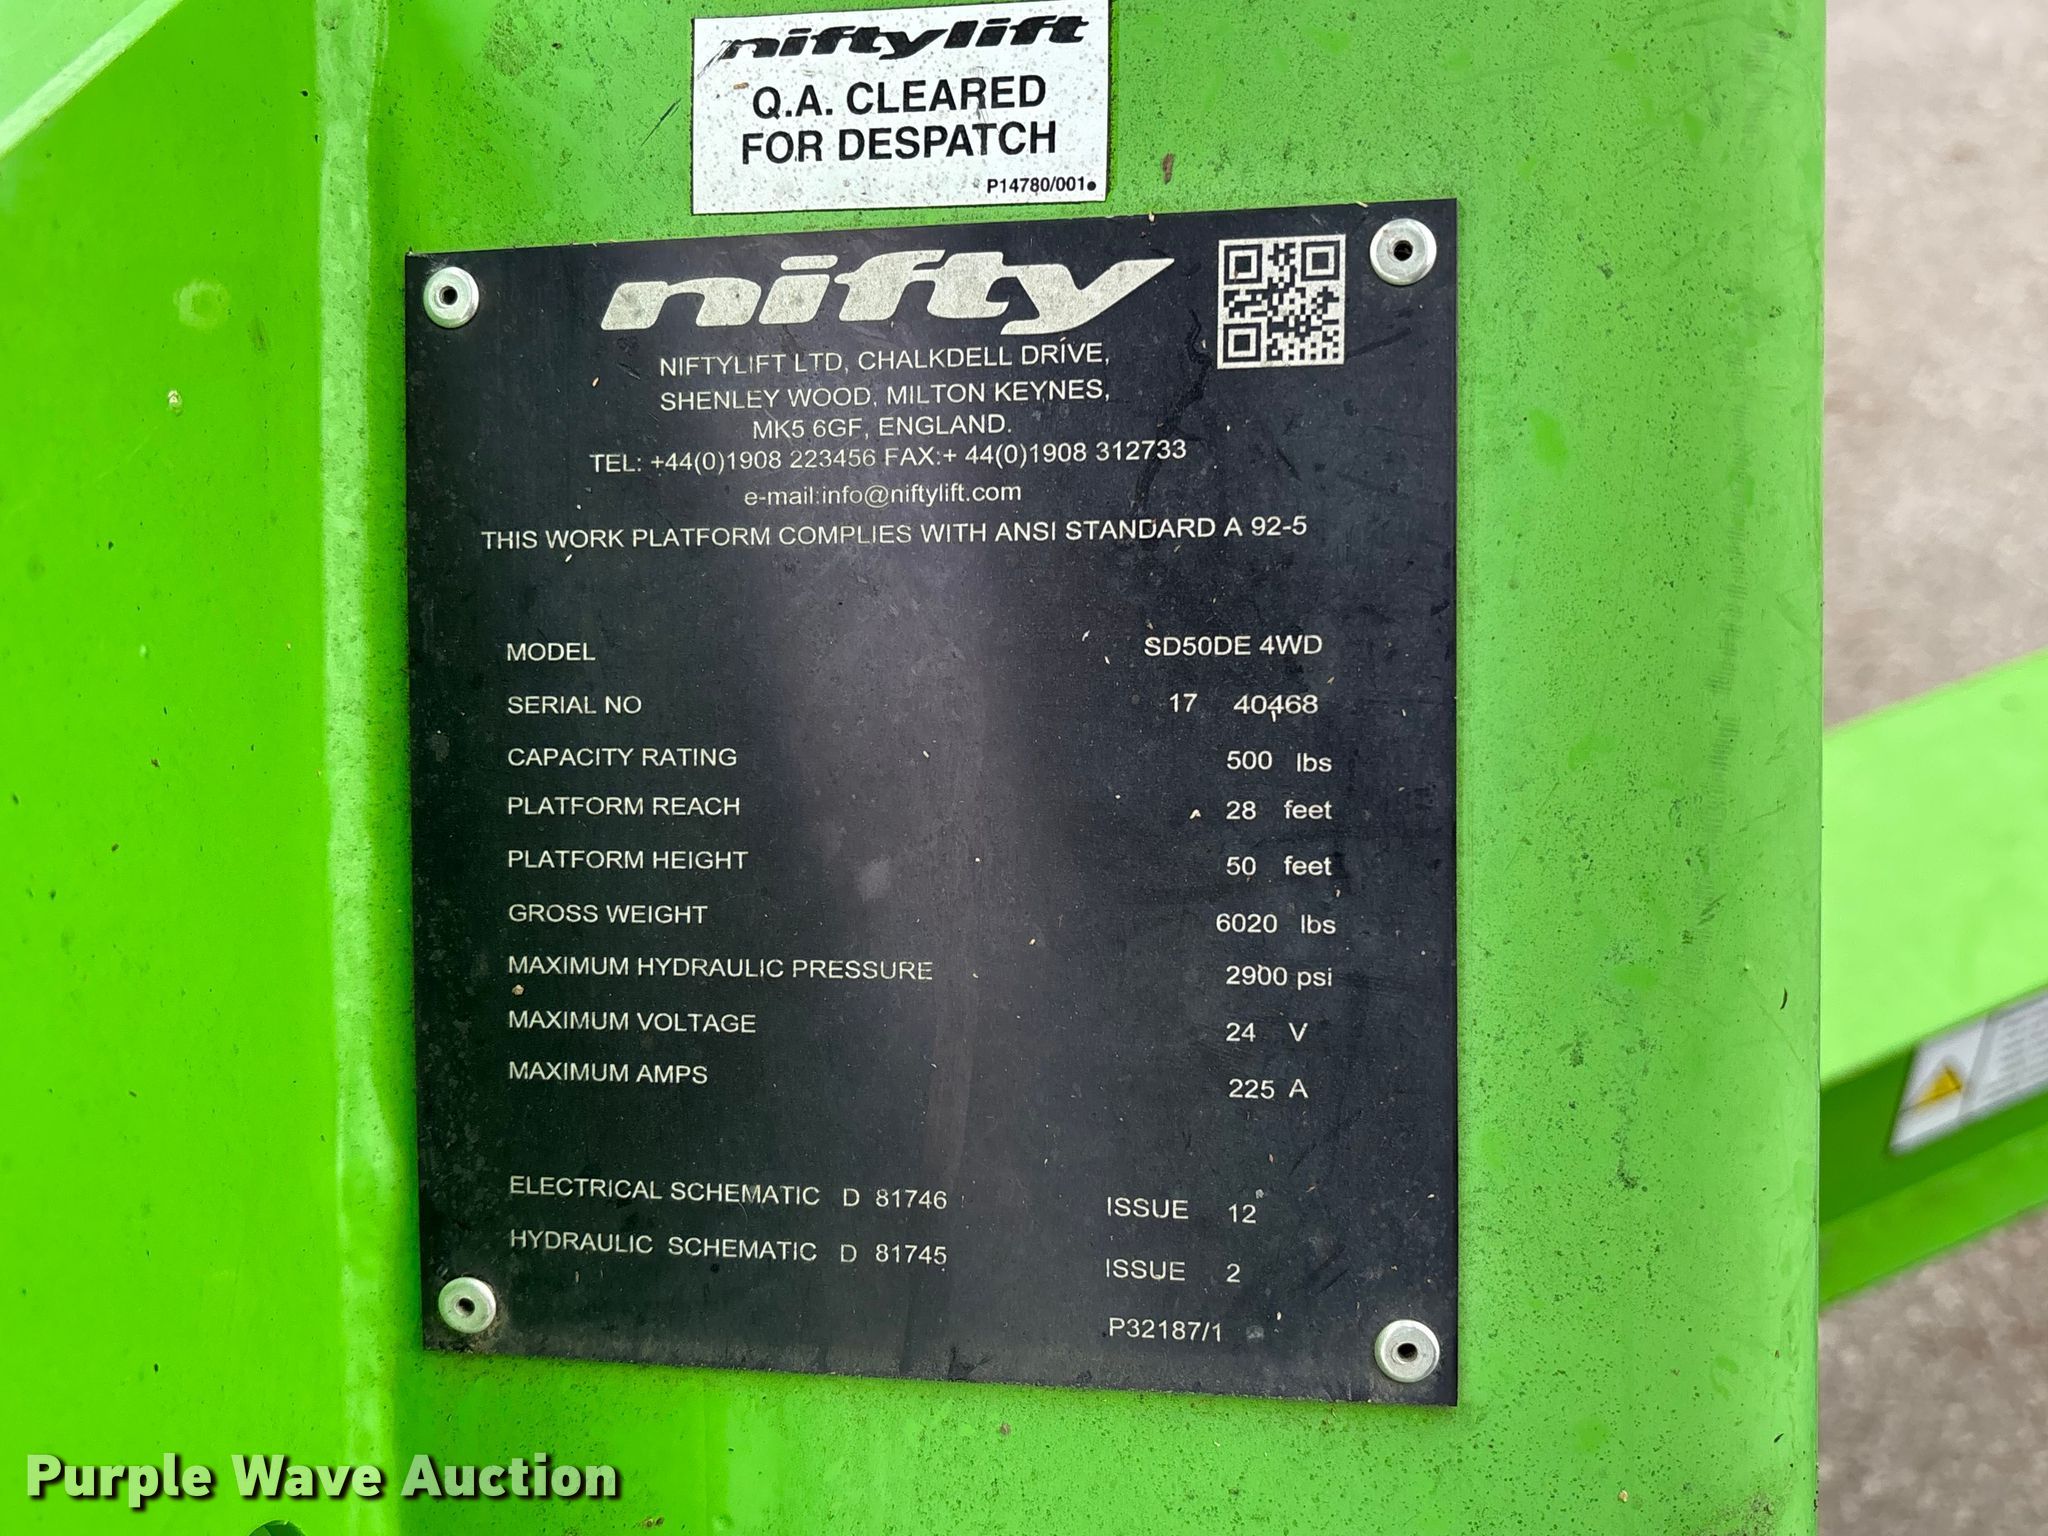 niftylift
Q.A. CLEARED
FOR DESPATCH
P14780/001
nifty
NIFTYLIFT LTD, CHALKDELL DRIVE,
SHENLEY WOOD, MILTON KEYNES,
MK5 6GF, ENGLAND.
TEL: +44(0)1908 223456 FAX:+ 44(0)1908 312733
e-mail:info@niftylift.com
THIS WORK PLATFORM COMPLIES WITH ANSI STANDARD A 92-5
MODEL SD50DE 4WD
SERIAL NO 17 40468
CAPACITY RATING 500 lbs
PLATFORM REACH 28 feet
PLATFORM HEIGHT 50 feet
GROSS WEIGHT 6020 lbs
MAXIMUM HYDRAULIC PRESSURE 2900 psi
MAXIMUM VOLTAGE 24 V
MAXIMUM AMPS 225 A
ELECTRICAL SCHEMATIC D 81746 ISSUE 12
HYDRAULIC SCHEMATIC D 81745 ISSUE 2
P32187/1
Purple Wave Auction